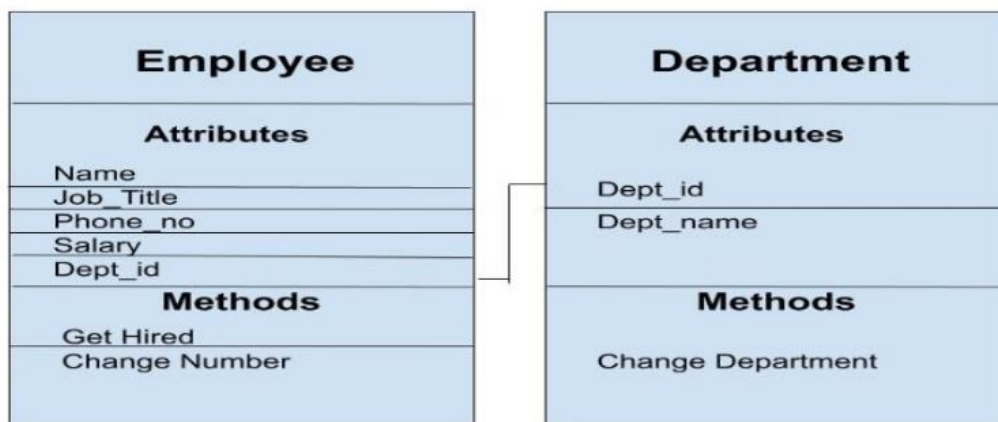 Employee
Attributes
Name
Job_Title
Phone_no
Salary
Dept_id
Methods
Get Hired
Change Number
Department
Attributes
Dept_id
Dept_name
Methods
Change Department